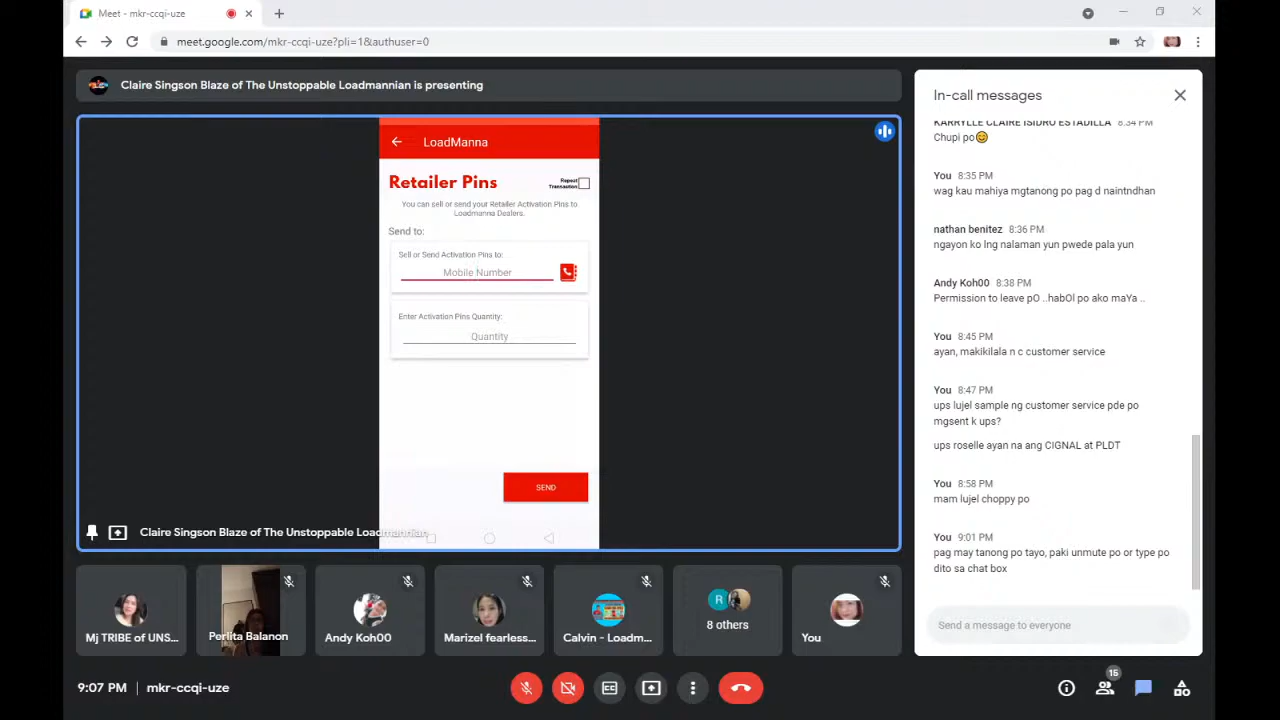 Meet - mkr-ccqi-uze
meet.google.com/mkr-ccqi-uze?pli=1&authuser=0
Claire Singson Blaze of The Unstoppable Loadmannian is presenting
LoadManna
Retailer Pins
Repeat
Transaction
You can sell or send your Retailer Activation Pins to
Loadmanna Dealers.
Send to:
Sell or Send Activation Pins to:
Mobile Number
Enter Activation Pins Quantity:
Quantity
SEND
Claire Singson Blaze of The Unstoppable Loadmannian
Mj TRIBE of UNS...
Perlita Balanon
Andy Koh00
Marizel fearless...
Calvin - Loadm...
R
8 others
You
In-call messages
KARRYLLE CLAIRE ISIDRO ESTADILLA 8:34 PM
Chupi po😊
You 8:35 PM
wag kau mahiya mgtanong po pag d naintndhan
nathan benitez 8:36 PM
ngayon ko lng nalaman yun pwede pala yun
Andy Koh00 8:38 PM
Permission to leave pO ..habOl po ako maYa ..
You 8:45 PM
ayan, makikilala n c customer service
You 8:47 PM
ups lujel sample ng customer service pde po
mgsent k ups?
ups roselle ayan na ang CIGNAL at PLDT
You 8:58 PM
mam lujel choppy po
You 9:01 PM
pag may tanong po tayo, paki unmute po or type po
dito sa chat box
Send a message to everyone
9:07 PM | mkr-ccqi-uze
15